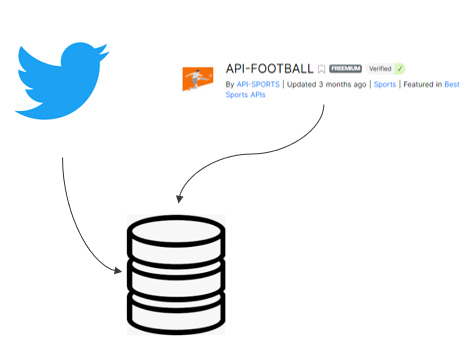 API-FOOTBALL FREEMIUM Verified ✓
By API-SPORTS | Updated 3 months ago | Sports | Featured in Best
Sports APIs